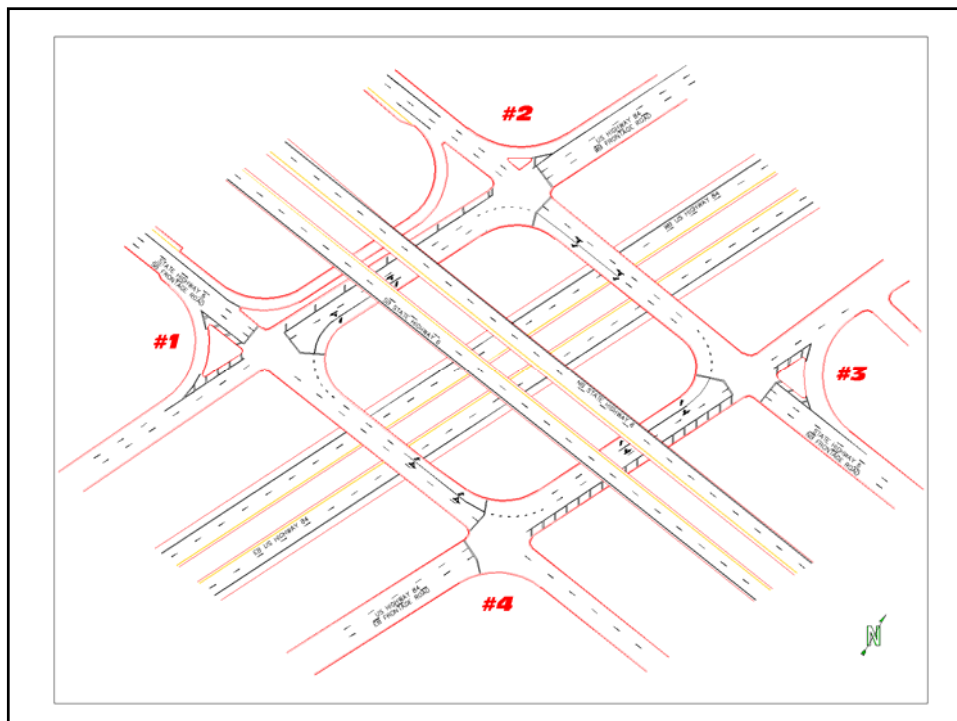 #2
US HIGHWAY 84
WB FRONTAGE ROAD
WB US HIGHWAY 84
STATE HIGHWAY 6
SB FRONTAGE ROAD
SB STATE HIGHWAY 6
#1
#3
NB STATE HIGHWAY 6
STATE HIGHWAY 6
NB FRONTAGE ROAD
EB US HIGHWAY 84
US HIGHWAY 84
EB FRONTAGE ROAD
#4
N